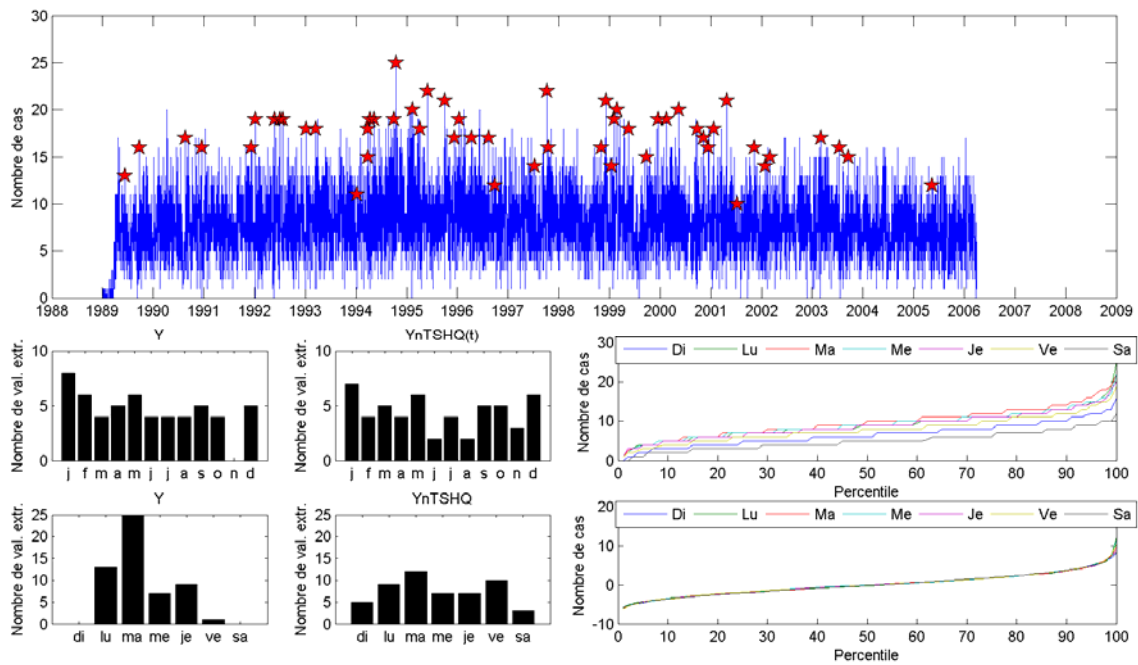 30
25
20
15
10
5
0
Nombre de cas
1988 1989 1990 1991 1992 1993 1994 1995 1996 1997 1998 1999 2000 2001 2002 2003 2004 2005 2006 2007 2008 2009
Y
10
5
0
Nombre de val. extr.
j f m a m j j a s o n d
YnTSHQ(t)
10
5
0
Nombre de val. extr.
j f m a m j j a s o n d
30
20
10
0
Nombre de cas
Di Lu Ma Me Je Ve Sa
1 10 20 30 40 50 60 70 80 90 100
Percentile
Y
25
20
15
10
5
0
Nombre de val. extr.
di lu ma me je ve sa
YnTSHQ
25
20
15
10
5
0
Nombre de val. extr.
di lu ma me je ve sa
20
10
0
-10
Nombre de cas
Di Lu Ma Me Je Ve Sa
1 10 20 30 40 50 60 70 80 90 100
Percentile